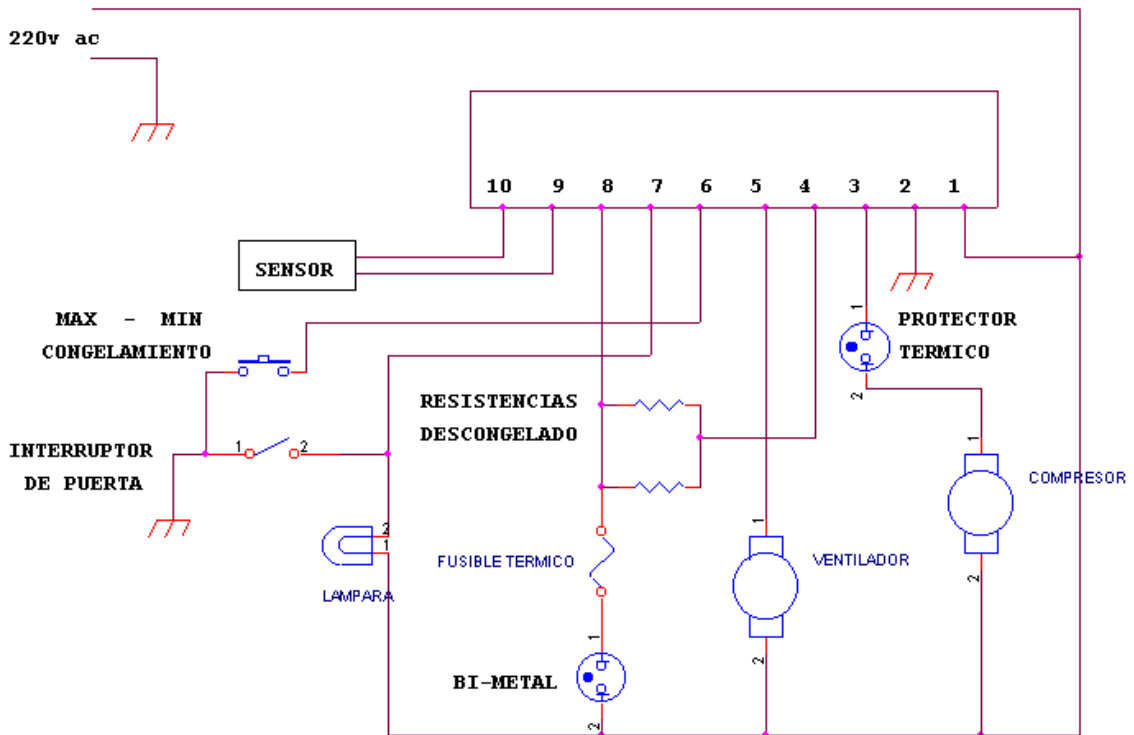 220v ac
10 9 8 7 6 5 4 3 2 1
SENSOR
MAX - MIN
CONGELAMIENTO
1
PROTECTOR
TERMICO
2
RESISTENCIAS
DESCONGELADO
INTERRUPTOR
DE PUERTA
1 2
1
COMPRESOR
2
2
1
LAMPARA
FUSIBLE TERMICO
1
VENTILADOR
2
1
BI-METAL
2